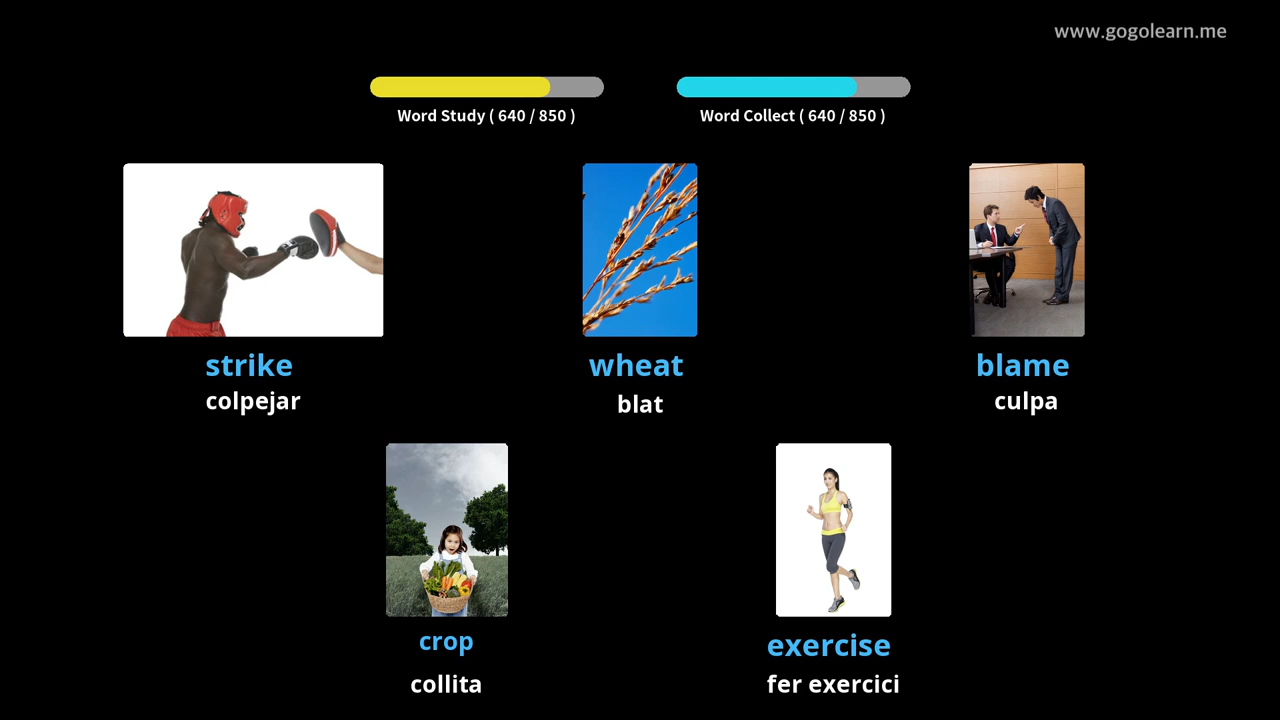 www.gogolearn.me
Word Study ( 640 / 850 )
Word Collect ( 640 / 850 )
strike
colpejar
wheat
blat
blame
culpa
crop
collita
exercise
fer exercici